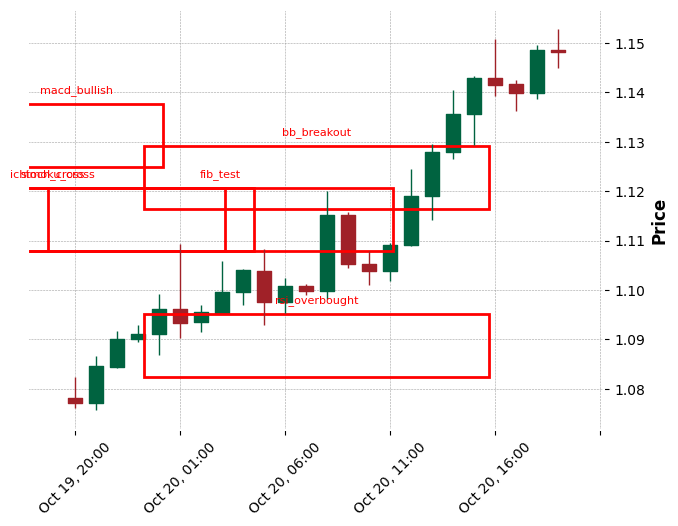 macd_bullish
bb_breakout
fib_test
rsi_overbought
1.15
1.14
1.13
1.12
1.11
1.10
1.09
1.08
Price
Oct 19, 20:00
Oct 20, 01:00
Oct 20, 06:00
Oct 20, 11:00
Oct 20, 16:00